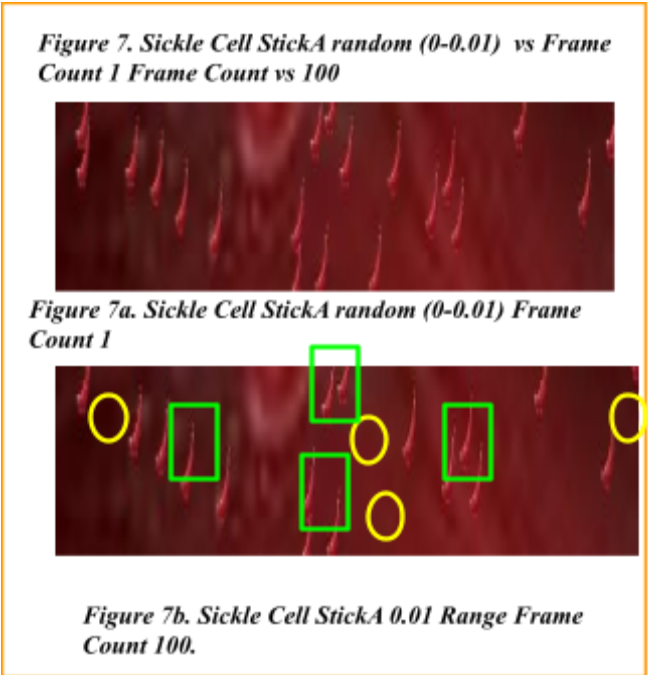 Figure 7. Sickle Cell StickA random (0-0.01) vs Frame
Count 1 Frame Count vs 100
Figure 7a. Sickle Cell StickA random (0-0.01) Frame
Count 1
Figure 7b. Sickle Cell StickA 0.01 Range Frame
Count 100.